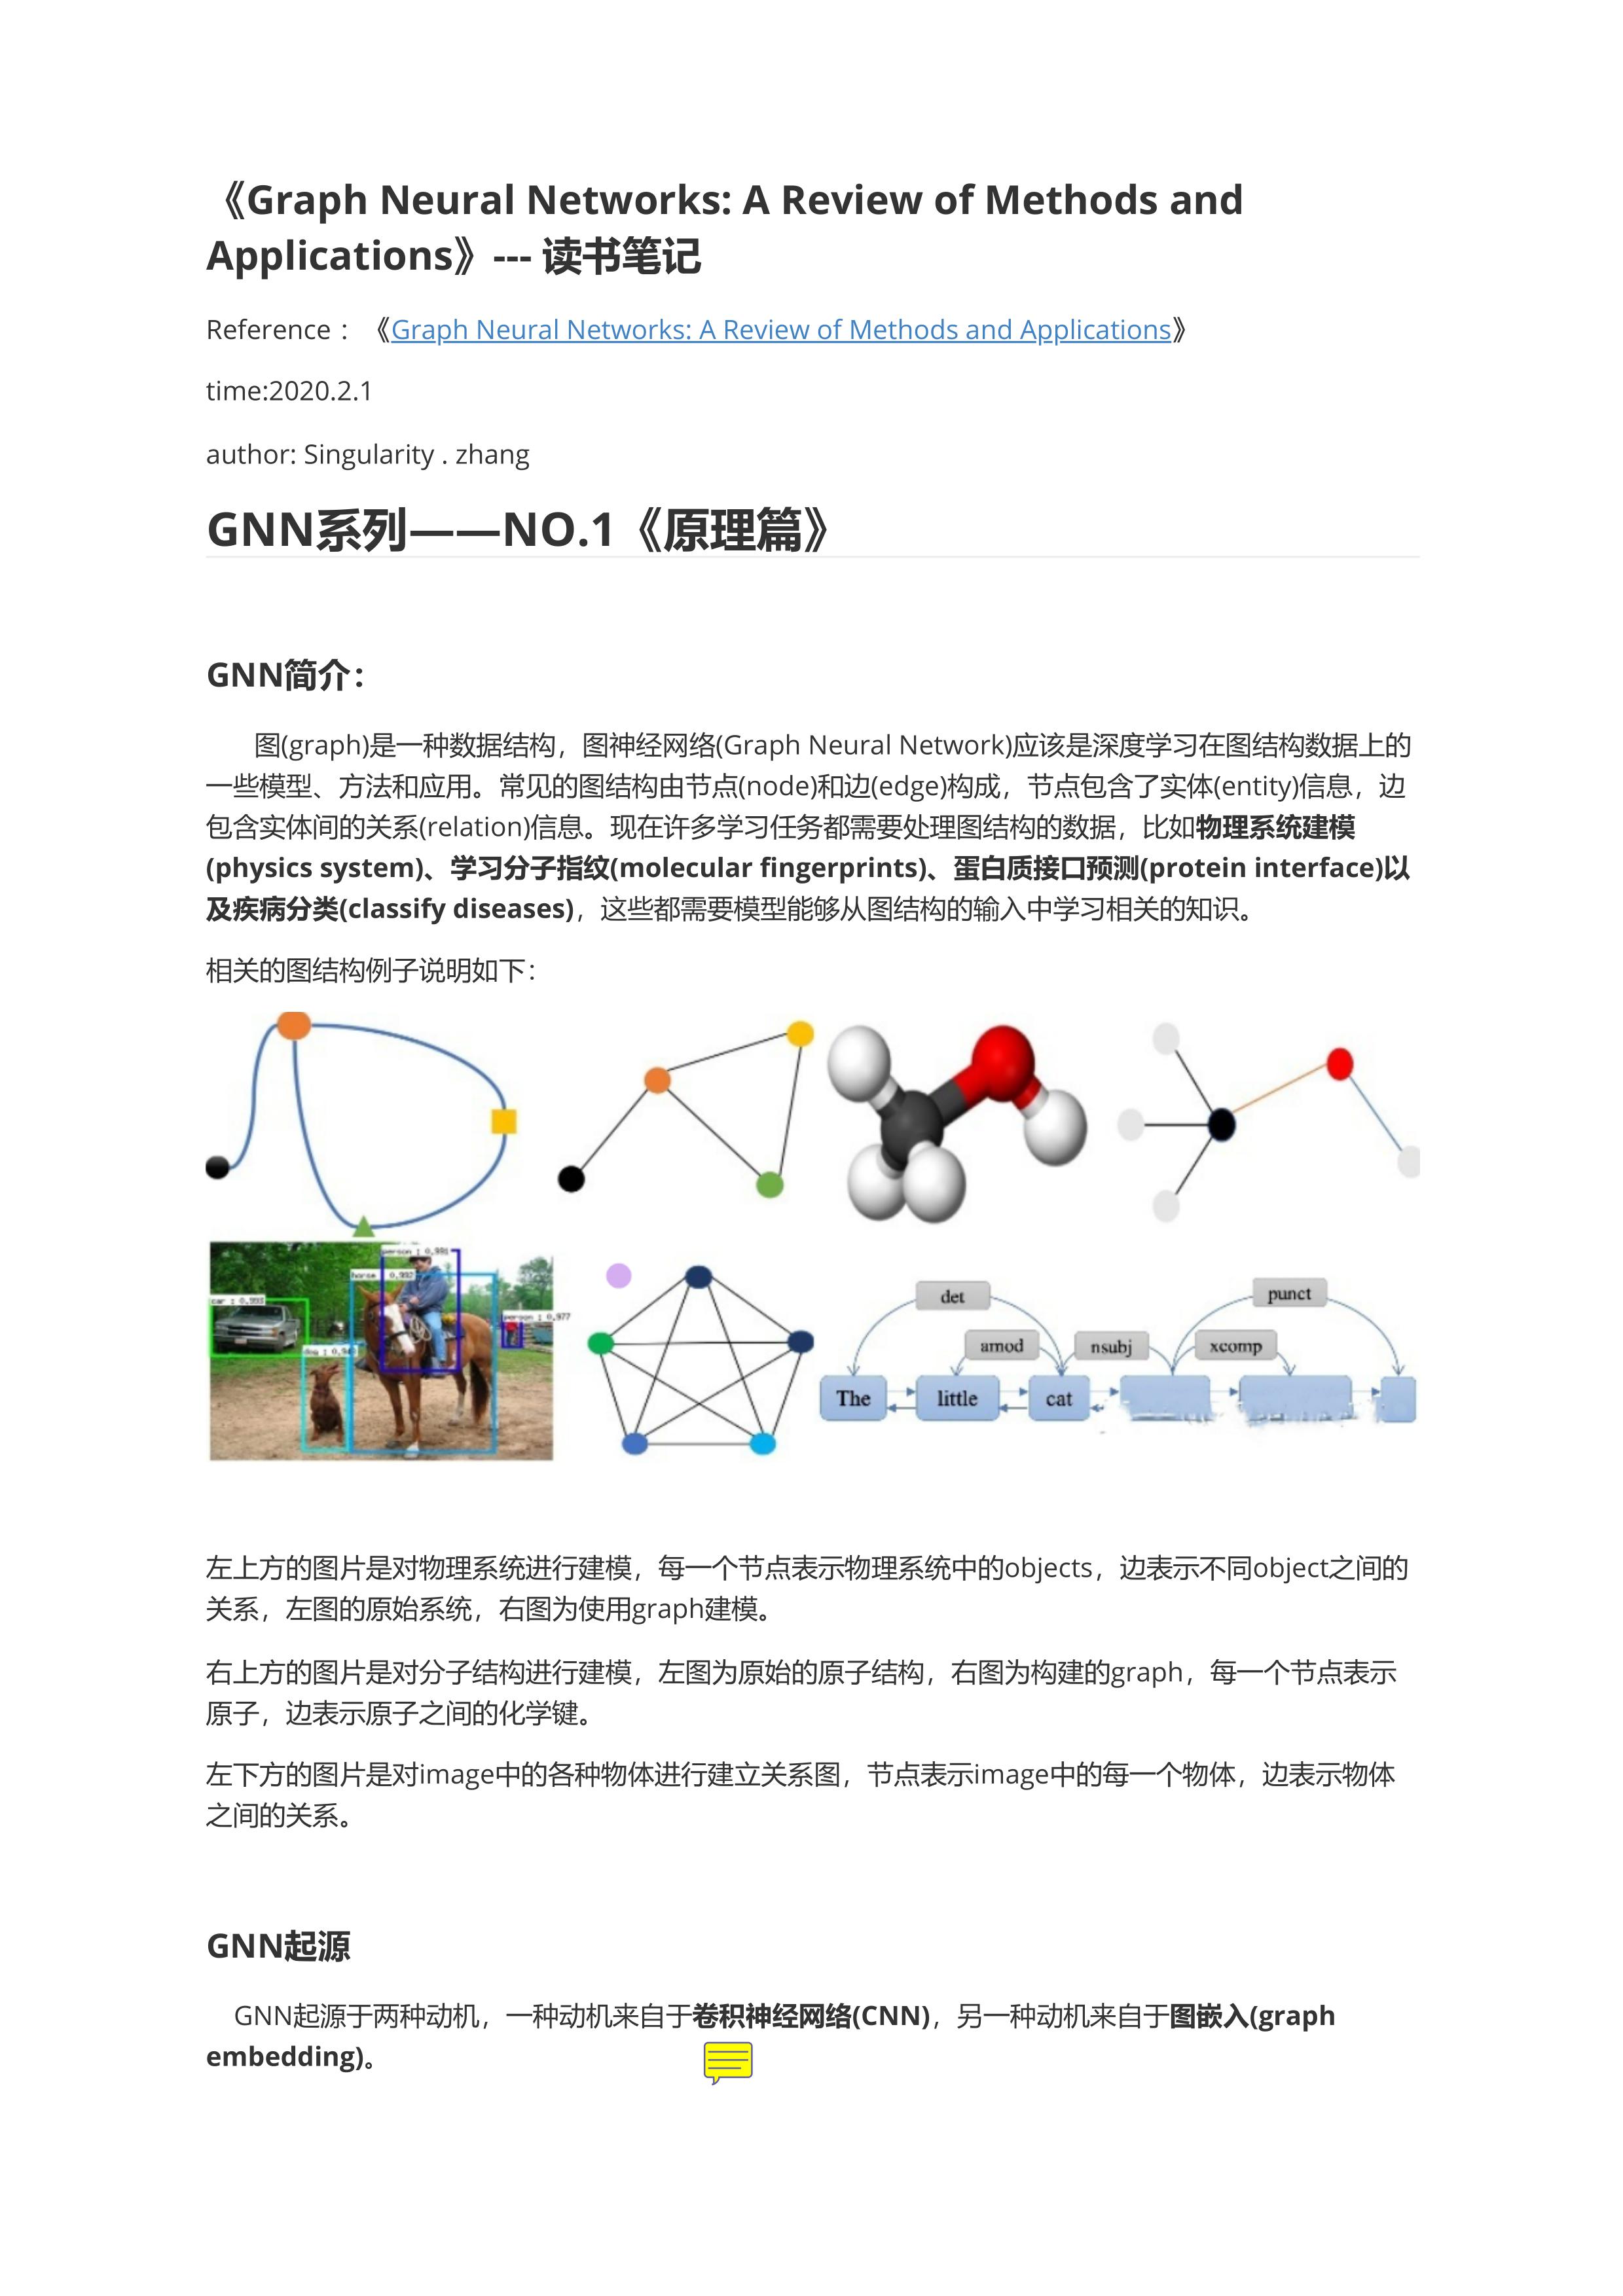 《Graph Neural Networks: A Review of Methods and
Applications》--- 读书笔记
Reference： 《Graph Neural Networks: A Review of Methods and Applications》
time:2020.2.1
author: Singularity . zhang
GNN系列——NO.1《原理篇》
GNN简介：
图(graph)是一种数据结构，图神经网络(Graph Neural Network)应该是深度学习在图结构数据上的
一些模型、方法和应用。常见的图结构由节点(node)和边(edge)构成，节点包含了实体(entity)信息，边
包含实体间的关系(relation)信息。现在许多学习任务都需要处理图结构的数据，比如物理系统建模
(physics system)、学习分子指纹(molecular fingerprints)、蛋白质接口预测(protein interface)以
及疾病分类(classify diseases)，这些都需要模型能够从图结构的输入中学习相关的知识。
相关的图结构例子说明如下：
person : 0.991
horse : 0.992
car : 0.993
person : 0.977
dog :
det
punct
amod
nsubj
xcomp
The
little
cat
左上方的图片是对物理系统进行建模，每一个节点表示物理系统中的objects，边表示不同object之间的
关系，左图的原始系统，右图为使用graph建模。
右上方的图片是对分子结构进行建模，左图为原始的原子结构，右图为构建的graph，每一个节点表示
原子，边表示原子之间的化学键。
左下方的图片是对image中的各种物体进行建立关系图，节点表示image中的每一个物体，边表示物体
之间的关系。
GNN起源
GNN起源于两种动机，一种动机来自于卷积神经网络(CNN)，另一种动机来自于图嵌入(graph
embedding)。